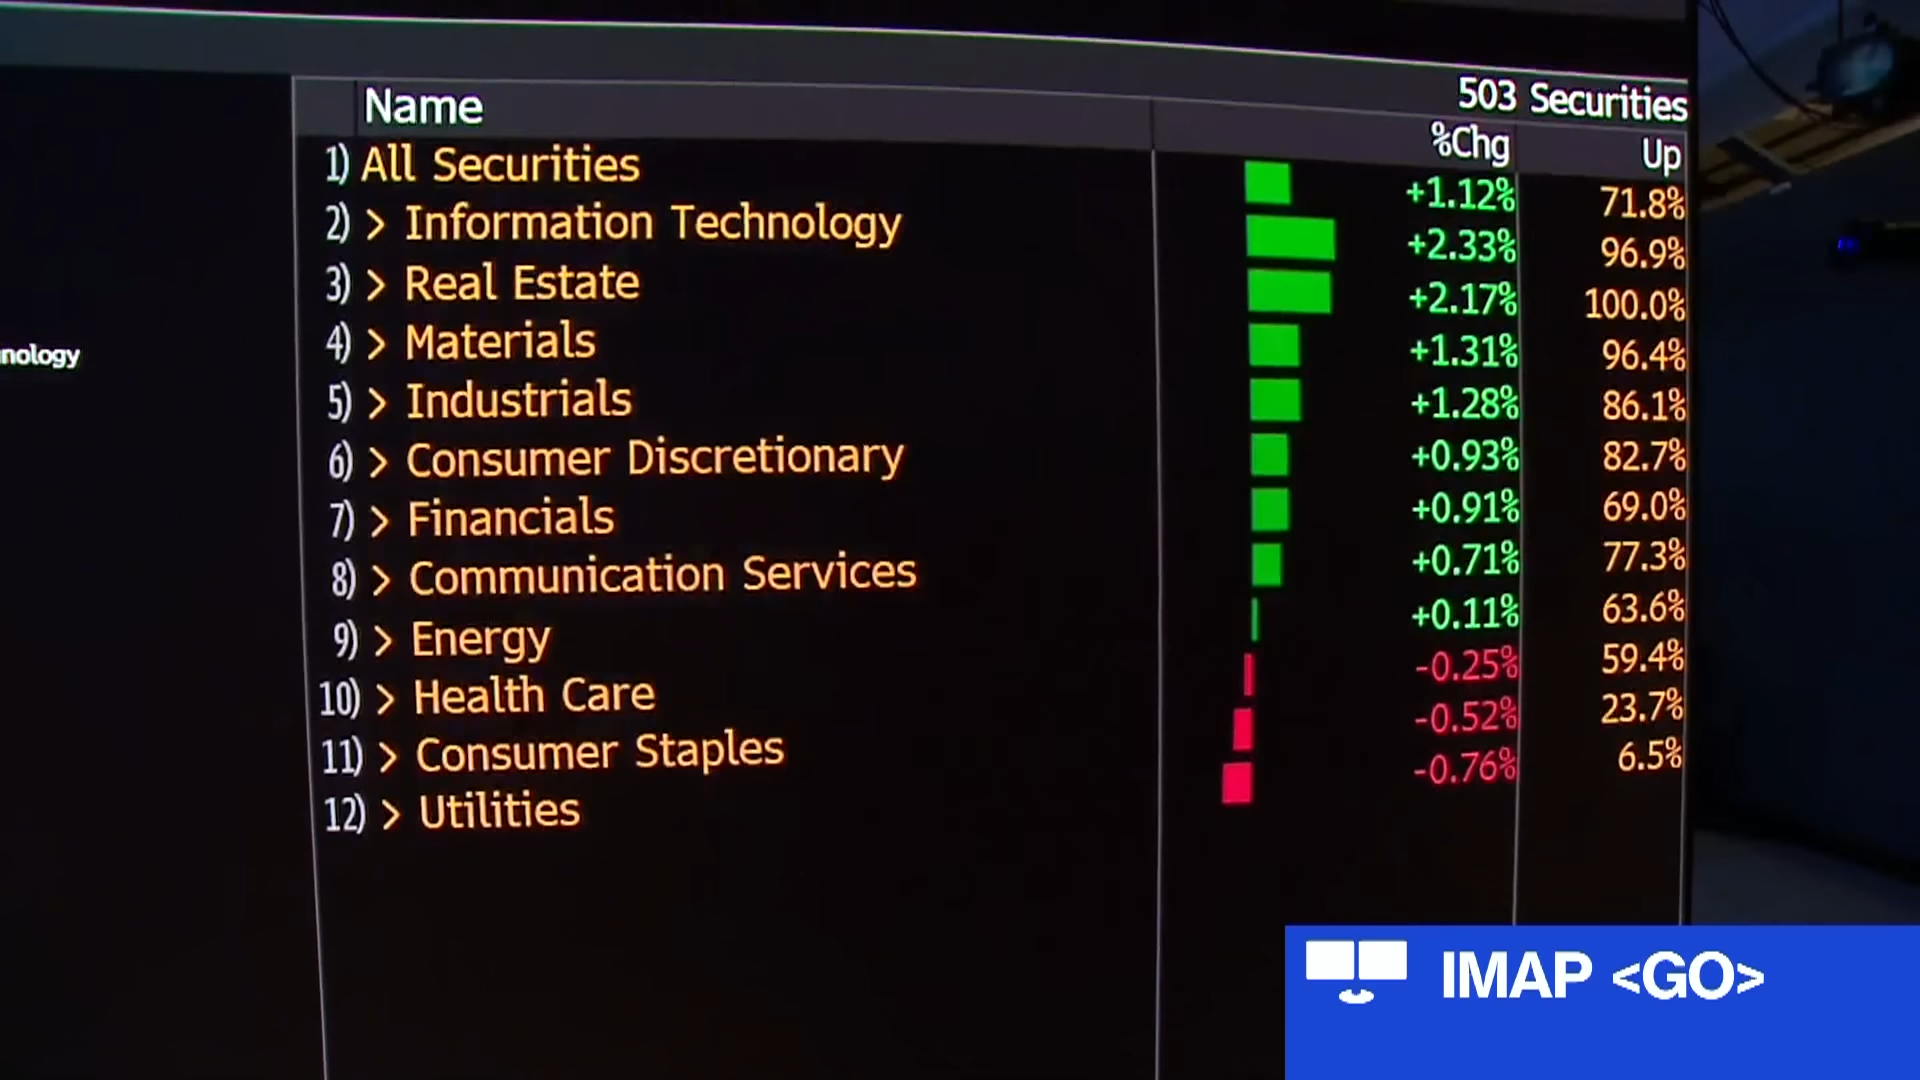 503 Securities
Name %Chg Up
1) All Securities +1.12% 71.8%
2) > Information Technology +2.33% 96.9%
3) > Real Estate +2.17% 100.0%
4) > Materials +1.31% 96.4%
5) > Industrials +1.28% 86.1%
6) > Consumer Discretionary +0.93% 82.7%
7) > Financials +0.91% 69.0%
8) > Communication Services +0.71% 77.3%
9) > Energy +0.11% 63.6%
10) > Health Care -0.25% 59.4%
11) > Consumer Staples -0.52% 23.7%
12) > Utilities -0.76% 6.5%
nology
IMAP <GO>